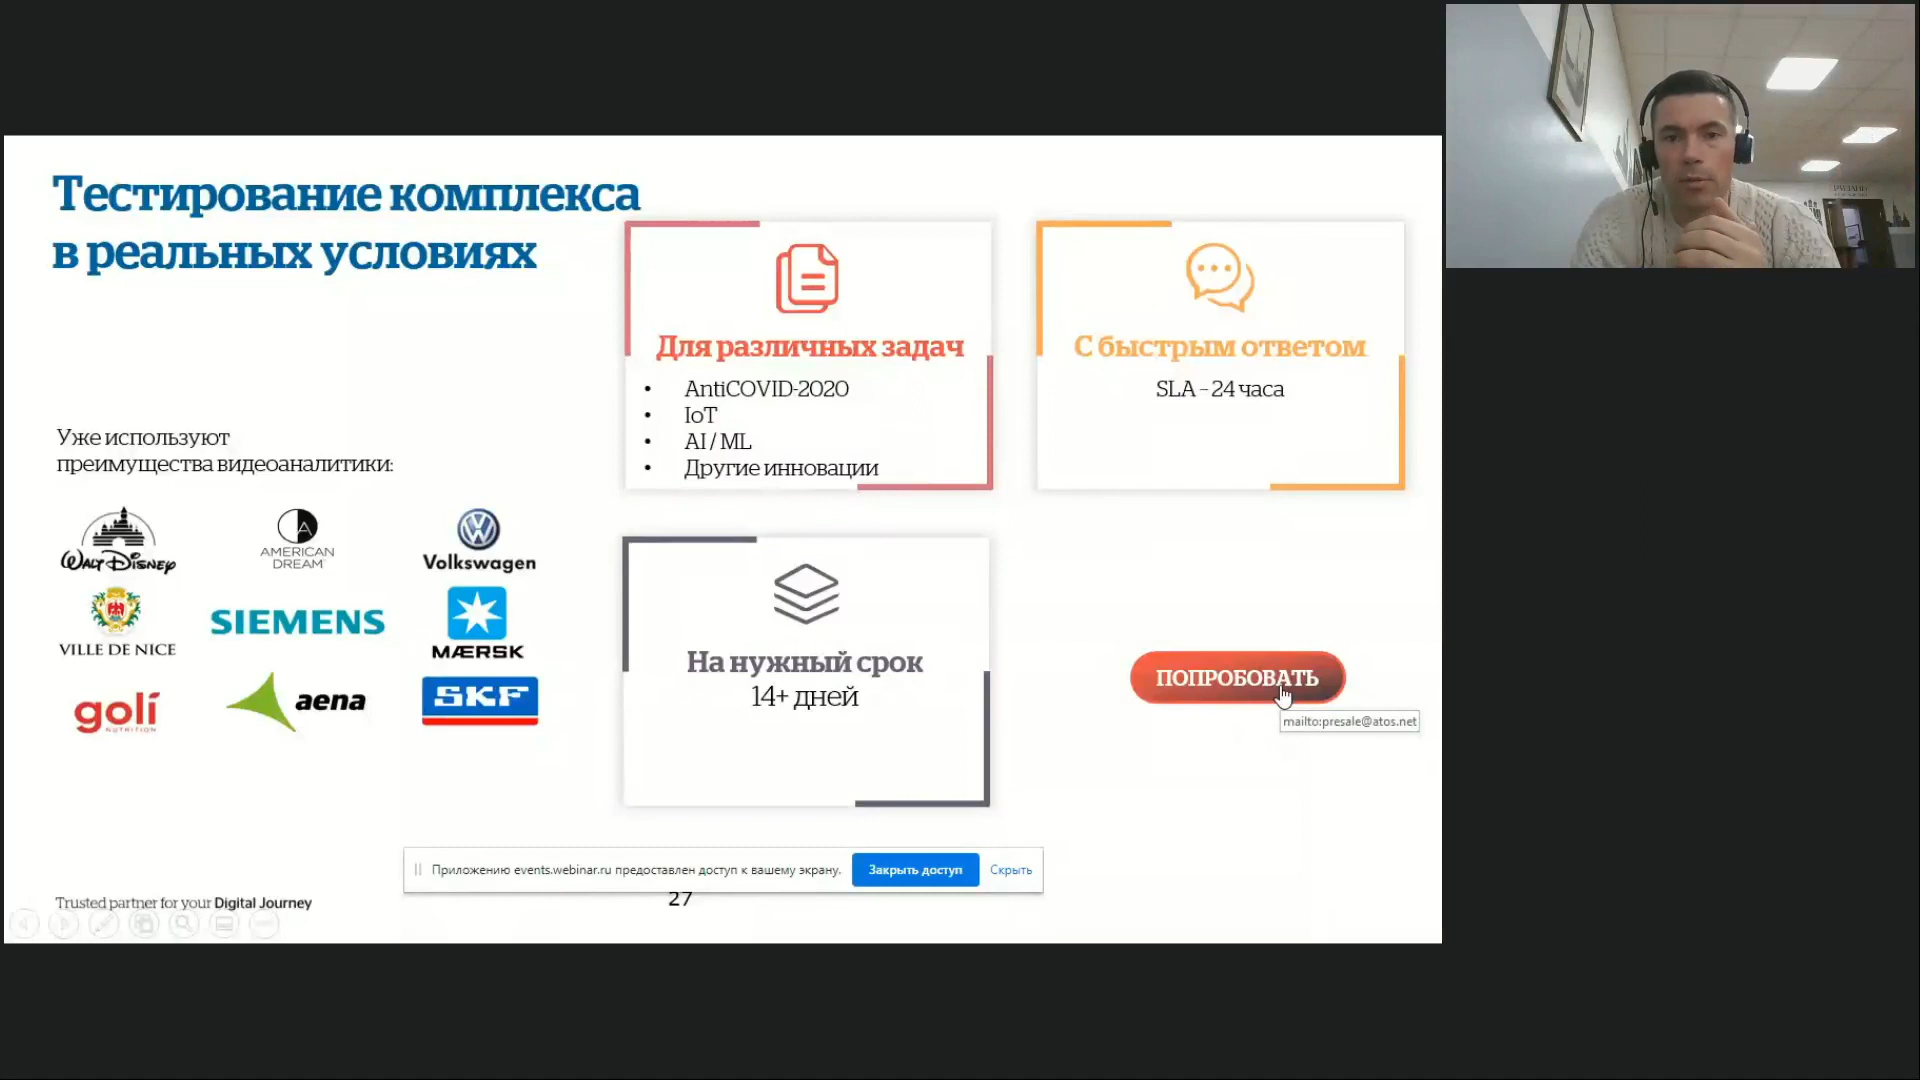 Тестирование комплекса
в реальных условиях
Уже используют
преимущества видеоаналитики:
WALT DISNEY
AMERICAN
DREAM
Volkswagen
VILLE DE NICE
SIEMENS
MÆRSK
goli
NUTRITION
aena
SKF
Для различных задач
• AntiCOVID-2020
• IoT
• AI / ML
• Другие инновации
С быстрым ответом
SLA – 24 часа
На нужный срок
14+ дней
ПОПРОБОВАТЬ
mailto:presale@atos.net
Приложению events.webinar.ru предоставлен доступ к вашему экрану.
Закрыть доступ
Скрыть
Trusted partner for your Digital Journey
27